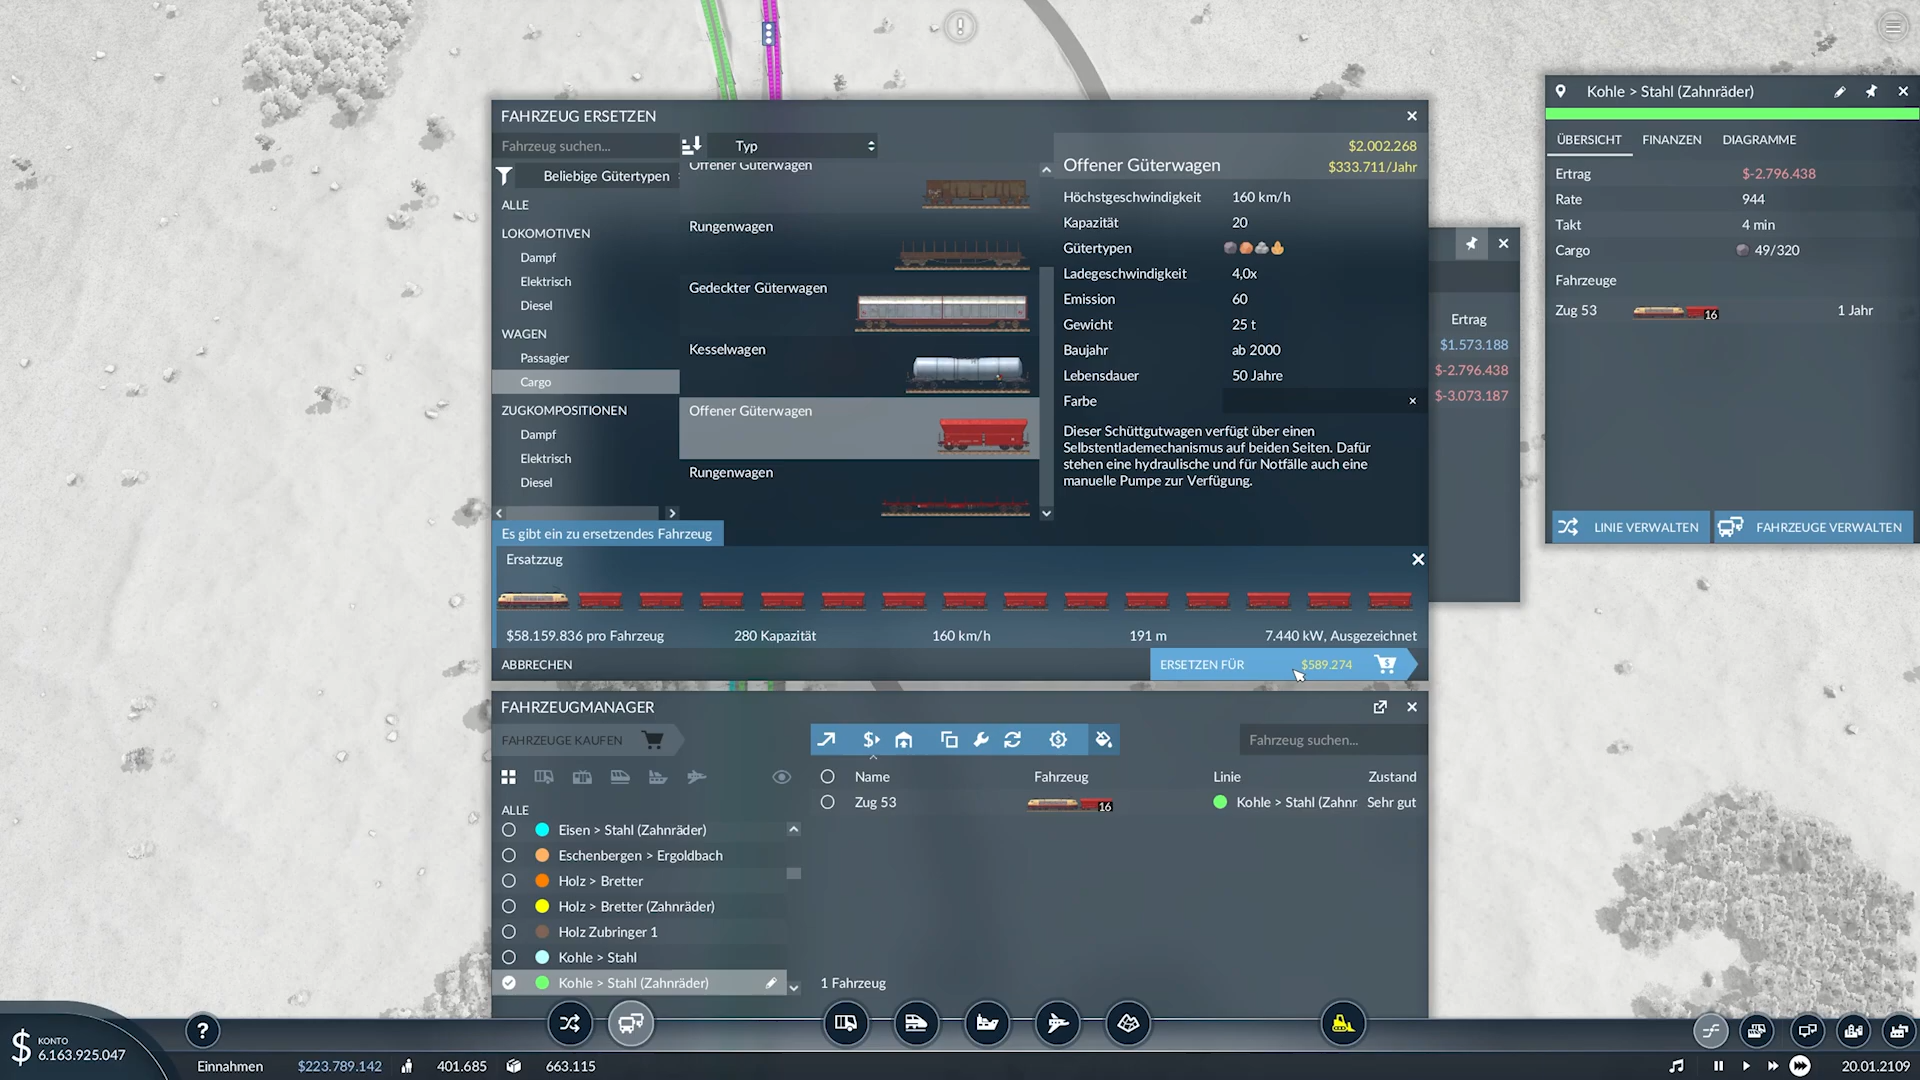 FAHRZEUG ERSETZEN
Fahrzeug suchen...
Typ
Beliebige Gütertypen
ALLE
LOKOMOTIVEN
Dampf
Elektrisch
Diesel
WAGEN
Passagier
Cargo
ZUGKOMPOSITIONEN
Dampf
Elektrisch
Diesel
Offener Güterwagen
Rungenwagen
Gedeckter Güterwagen
Kesselwagen
Offener Güterwagen
Rungenwagen
$2.002.268
Offener Güterwagen
$333.711/Jahr
Höchstgeschwindigkeit 160 km/h
Kapazität 20
Gütertypen
Ladegeschwindigkeit 4,0x
Emission 60
Gewicht 25 t
Baujahr ab 2000
Lebensdauer 50 Jahre
Farbe
Dieser Schüttgutwagen verfügt über einen
Selbstentlademechanismus auf beiden Seiten. Dafür
stehen eine hydraulische und für Notfälle auch eine
manuelle Pumpe zur Verfügung.
Es gibt ein zu ersetzendes Fahrzeug
Ersatzzug
$58.159.836 pro Fahrzeug 280 Kapazität 160 km/h 191 m 7.440 kW, Ausgezeichnet
ABBRECHEN
ERSETZEN FÜR $589.274
Ertrag
$1.573.188
$-2.796.438
$-3.073.187
Kohle > Stahl (Zahnräder)
ÜBERSICHT FINANZEN DIAGRAMME
Ertrag $-2.796.438
Rate 944
Takt 4 min
Cargo 49/320
Fahrzeuge
Zug 53 16 1 Jahr
LINIE VERWALTEN
FAHRZEUGE VERWALTEN
FAHRZEUGMANAGER
FAHRZEUGE KAUFEN
Fahrzeug suchen...
ALLE
Eisen > Stahl (Zahnräder)
Eschenbergen > Ergoldbach
Holz > Bretter
Holz > Bretter (Zahnräder)
Holz Zubringer 1
Kohle > Stahl
Kohle > Stahl (Zahnräder)
Name Fahrzeug Linie Zustand
Zug 53 16 Kohle > Stahl (Zahnr Sehr gut
1 Fahrzeug
$ KONTO
6.163.925.047
?
Einnahmen $223.789.142 401.685 663.115
20.01.2109